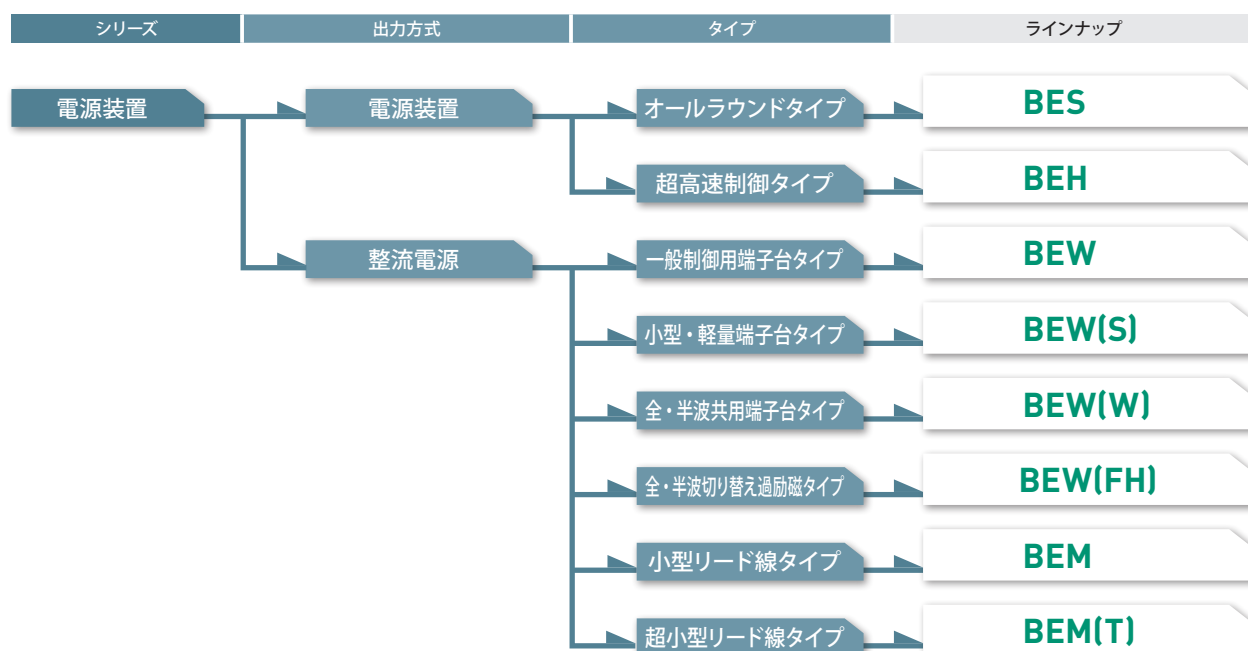 シリーズ
出力方式
タイプ
ラインナップ
電源装置
電源装置
オールラウンドタイプ
BES
超高速制御タイプ
BEH
整流電源
一般制御用端子台タイプ
BEW
小型・軽量端子台タイプ
BEW(S)
全・半波共用端子台タイプ
BEW(W)
全・半波切り替え過励磁タイプ
BEW(FH)
小型リード線タイプ
BEM
超小型リード線タイプ
BEM(T)